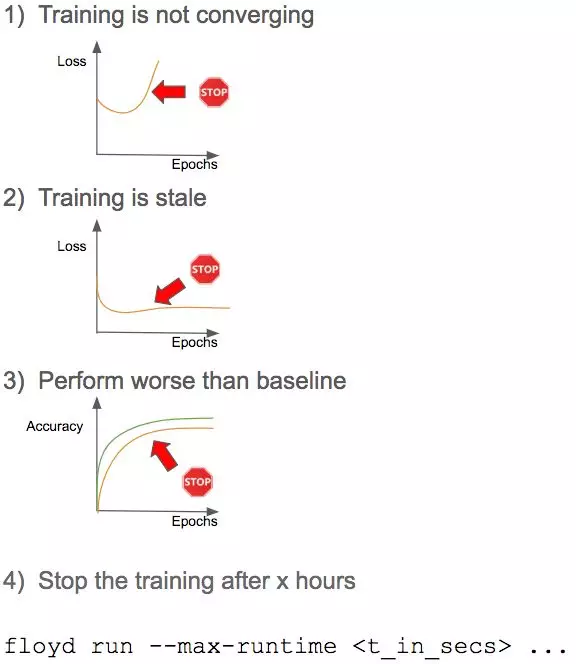 1) Training is not converging
Loss
STOP
Epochs
2) Training is stale
Loss
STOP
Epochs
3) Perform worse than baseline
Accuracy
STOP
Epochs
4) Stop the training after x hours
floyd run --max-runtime <t_in_secs> ...